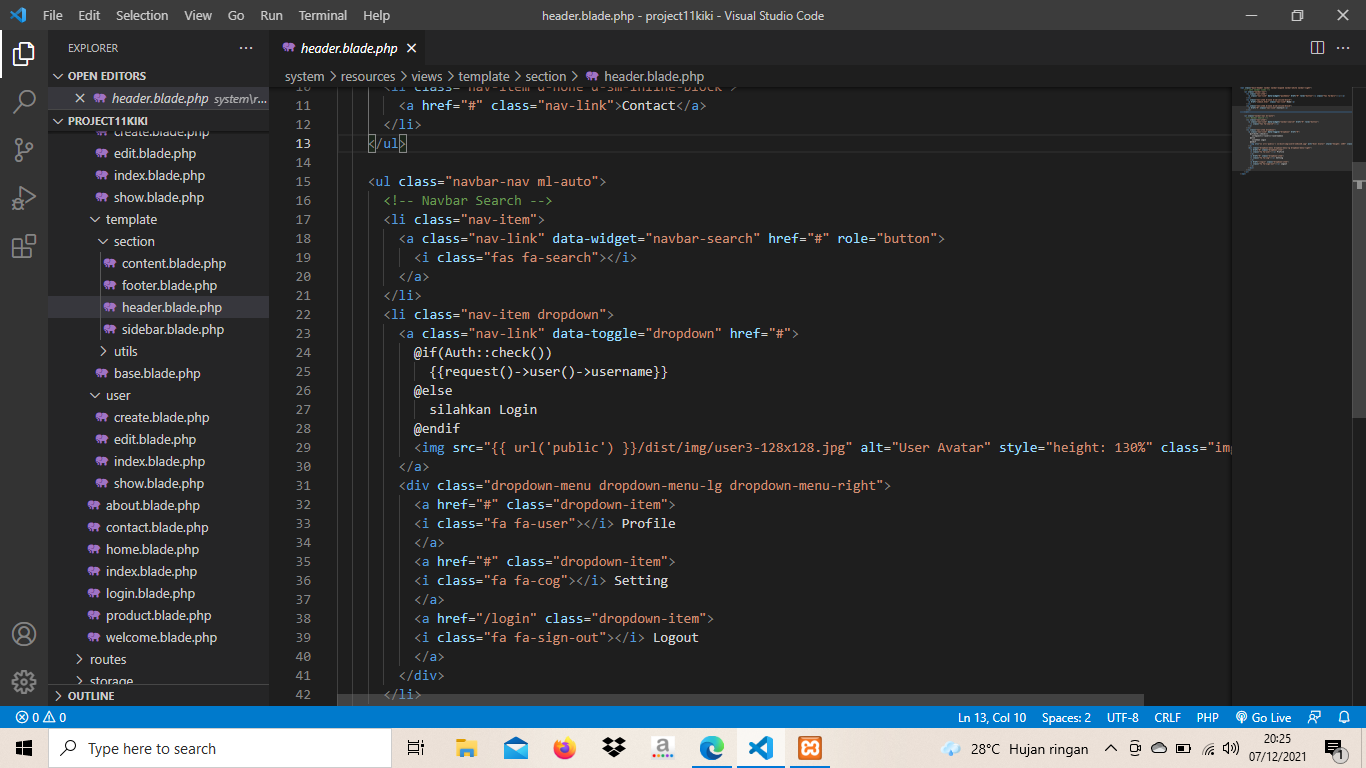 File Edit Selection View Go Run Terminal Help
header.blade.php - project11kiki - Visual Studio Code
EXPLORER
OPEN EDITORS
header.blade.php system\r...
PROJECT11KIKI
create.blade.php
edit.blade.php
index.blade.php
show.blade.php
template
section
content.blade.php
footer.blade.php
header.blade.php
sidebar.blade.php
utils
base.blade.php
user
create.blade.php
edit.blade.php
index.blade.php
show.blade.php
about.blade.php
contact.blade.php
home.blade.php
index.blade.php
login.blade.php
product.blade.php
welcome.blade.php
routes
storage
OUTLINE
header.blade.php
system > resources > views > template > section > header.blade.php
10 <li class="nav-item d-none d-sm-inline-block">
11 <a href="#" class="nav-link">Contact</a>
12 </li>
13 </ul>
14
15 <ul class="navbar-nav ml-auto">
16 <!-- Navbar Search -->
17 <li class="nav-item">
18 <a class="nav-link" data-widget="navbar-search" href="#" role="button">
19 <i class="fas fa-search"></i>
20 </a>
21 </li>
22 <li class="nav-item dropdown">
23 <a class="nav-link" data-toggle="dropdown" href="#">
24 @if(Auth::check())
25 {{request()->user()->username}}
26 @else
27 silahkan Login
28 @endif
29 <img src="{{ url('public') }}/dist/img/user3-128x128.jpg" alt="User Avatar" style="height: 130%" class="im
30 </a>
31 <div class="dropdown-menu dropdown-menu-lg dropdown-menu-right">
32 <a href="#" class="dropdown-item">
33 <i class="fa fa-user"></i> Profile
34 </a>
35 <a href="#" class="dropdown-item">
36 <i class="fa fa-cog"></i> Setting
37 </a>
38 <a href="/login" class="dropdown-item">
39 <i class="fa fa-sign-out"></i> Logout
40 </a>
41 </div>
42 </li>
0 0 Ln 13, Col 10 Spaces: 2 UTF-8 CRLF PHP Go Live
Type here to search
28°C Hujan ringan
20:25
07/12/2021
1